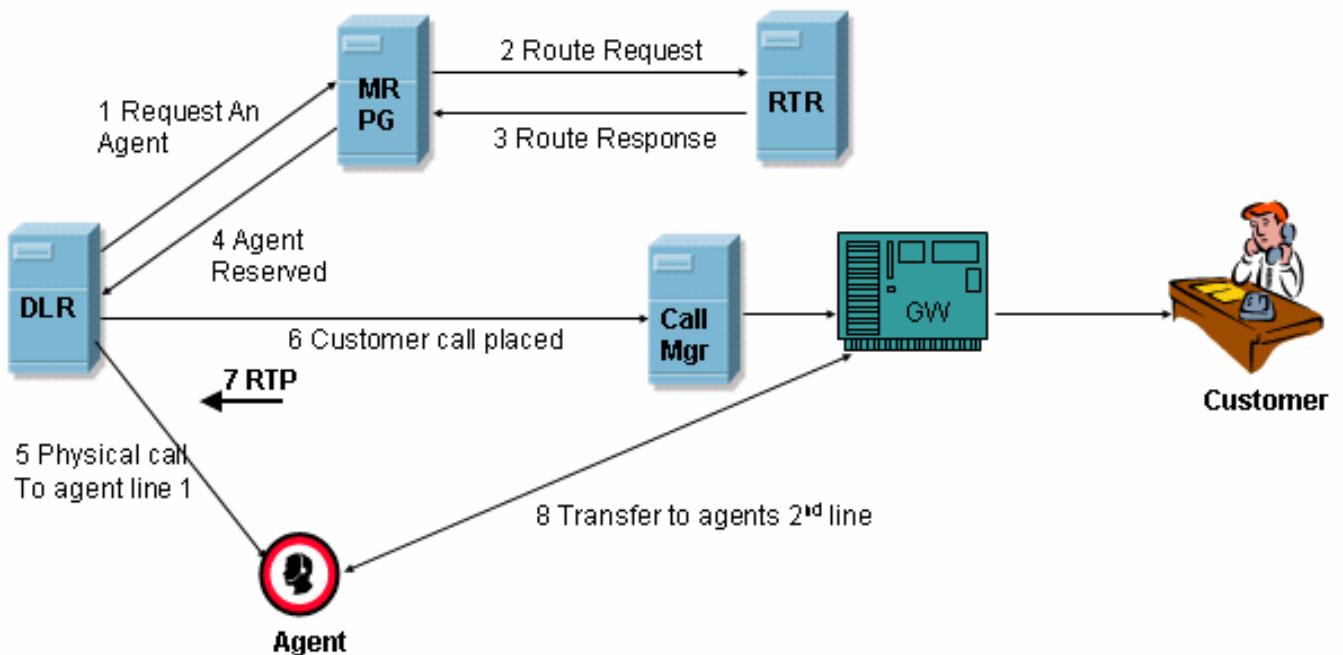 MR
PG
2 Route Request
RTR
1 Request An
Agent
3 Route Response
4 Agent
Reserved
DLR
6 Customer call placed
Call
Mgr
GW
7 RTP
Customer
5 Physical call
To agent line 1
8 Transfer to agents 2nd line
Agent